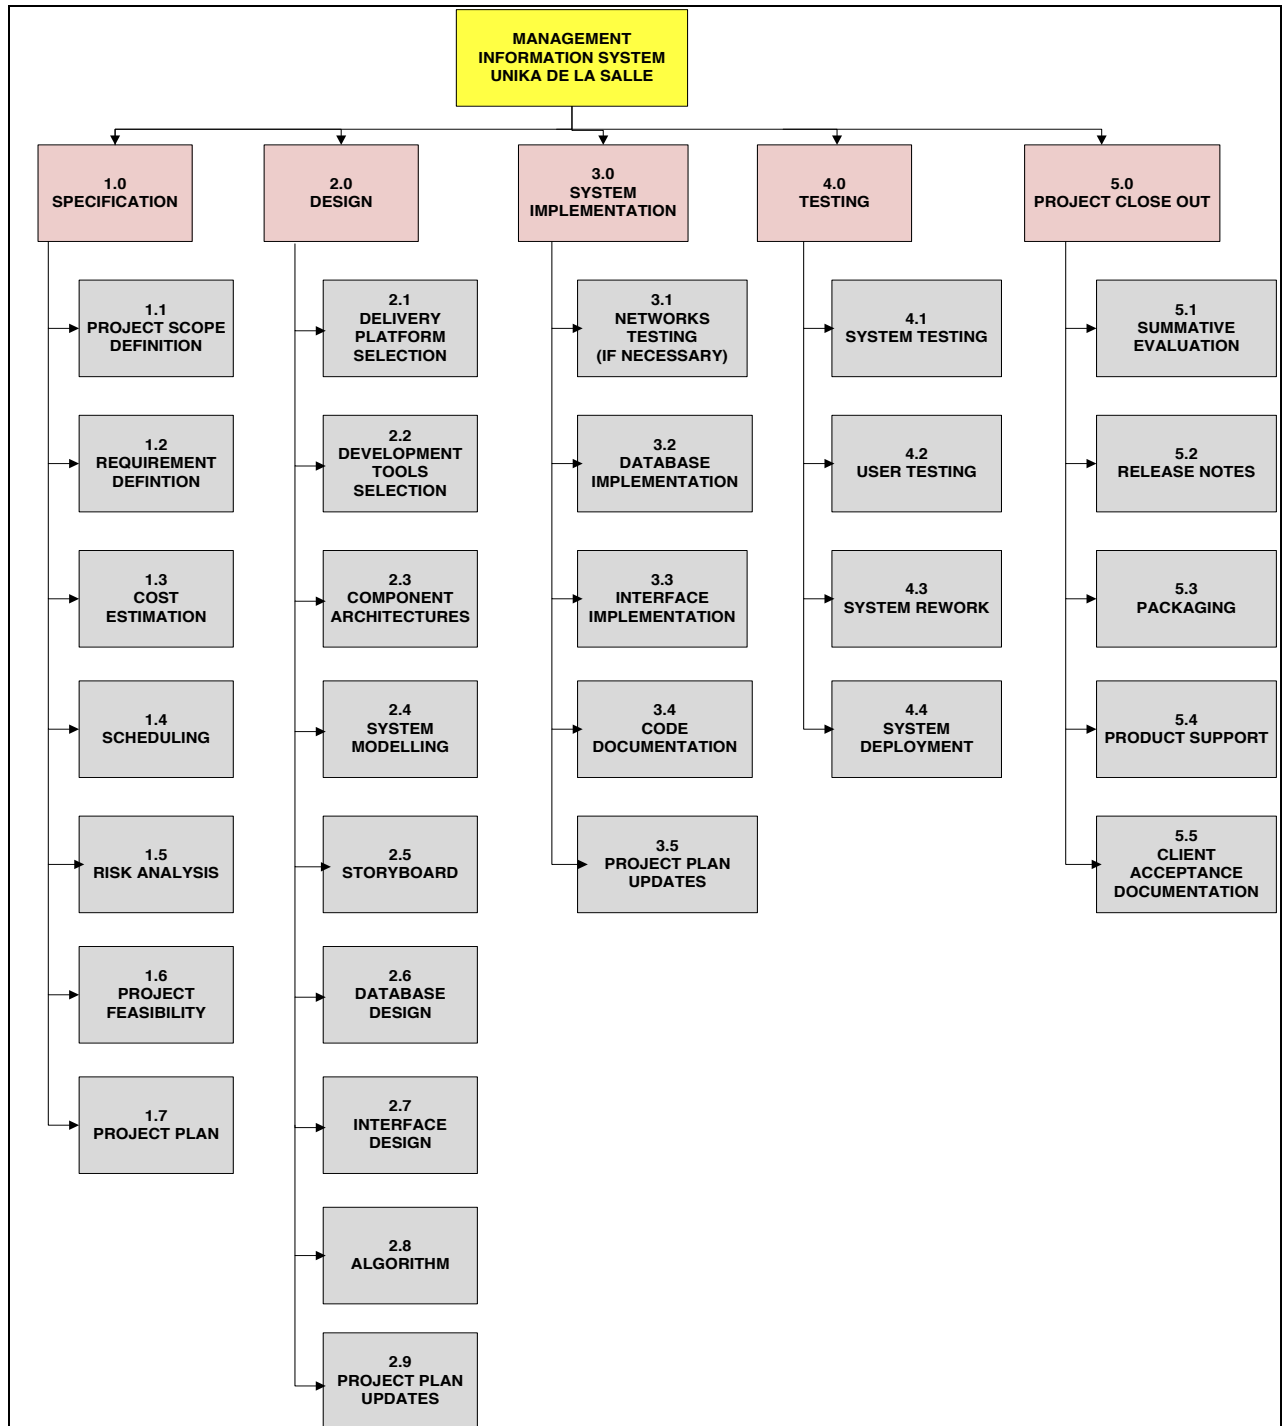 MANAGEMENT
INFORMATION SYSTEM
UNIKA DE LA SALLE
1.0
SPECIFICATION
2.0
DESIGN
3.0
SYSTEM
IMPLEMENTATION
4.0
TESTING
5.0
PROJECT CLOSE OUT
1.1
PROJECT SCOPE
DEFINITION
1.2
REQUIREMENT
DEFINTION
1.3
COST
ESTIMATION
1.4
SCHEDULING
1.5
RISK ANALYSIS
1.6
PROJECT
FEASIBILITY
1.7
PROJECT PLAN
2.1
DELIVERY
PLATFORM
SELECTION
2.2
DEVELOPMENT
TOOLS
SELECTION
2.3
COMPONENT
ARCHITECTURES
2.4
SYSTEM
MODELLING
2.5
STORYBOARD
2.6
DATABASE
DESIGN
2.7
INTERFACE
DESIGN
2.8
ALGORITHM
2.9
PROJECT PLAN
UPDATES
3.1
NETWORKS
TESTING
(IF NECESSARY)
3.2
DATABASE
IMPLEMENTATION
3.3
INTERFACE
IMPLEMENTATION
3.4
CODE
DOCUMENTATION
3.5
PROJECT PLAN
UPDATES
4.1
SYSTEM TESTING
4.2
USER TESTING
4.3
SYSTEM REWORK
4.4
SYSTEM
DEPLOYMENT
5.1
SUMMATIVE
EVALUATION
5.2
RELEASE NOTES
5.3
PACKAGING
5.4
PRODUCT SUPPORT
5.5
CLIENT
ACCEPTANCE
DOCUMENTATION